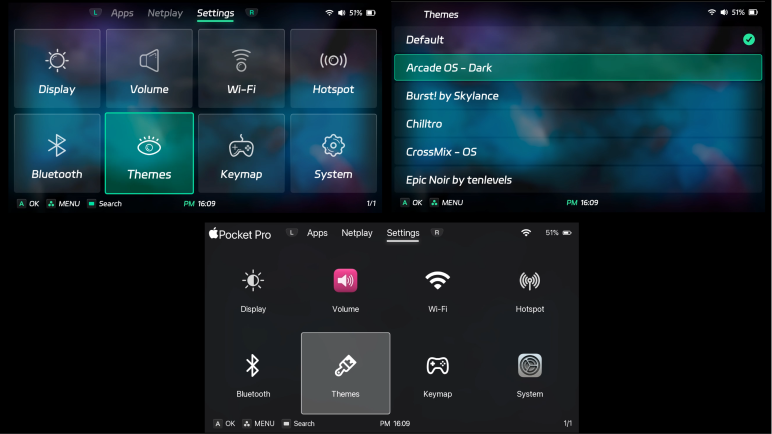 L Apps Netplay Settings R 51%
Display Volume Wi-Fi Hotspot
Bluetooth Themes Keymap System
A OK MENU Search PM 16:09 1/1
Themes 51%
Default
Arcade OS - Dark
Burst! by Skylance
Chilltro
CrossMix - OS
Epic Noir by tenlevels
A OK MENU PM 16:09
Pocket Pro L Apps Netplay Settings R 51%
Display Volume Wi-Fi Hotspot
Bluetooth Themes Keymap System
A OK MENU Search PM 16:09 1/1